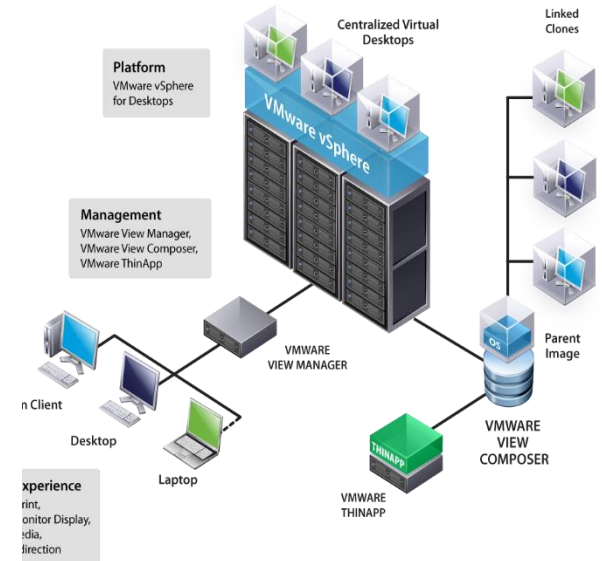 Centralized Virtual
Desktops
Linked
Clones
Platform
VMware vSphere
for Desktops
VMware vSphere
Management
VMware View Manager,
VMware View Composer,
VMware ThinApp
VMWARE
VIEW MANAGER
OS
Parent
Image
n Client
Desktop
Laptop
VMWARE
VIEW
COMPOSER
THINAPP
VMWARE
THINAPP
xperience
rint,
onitor Display,
edia,
direction